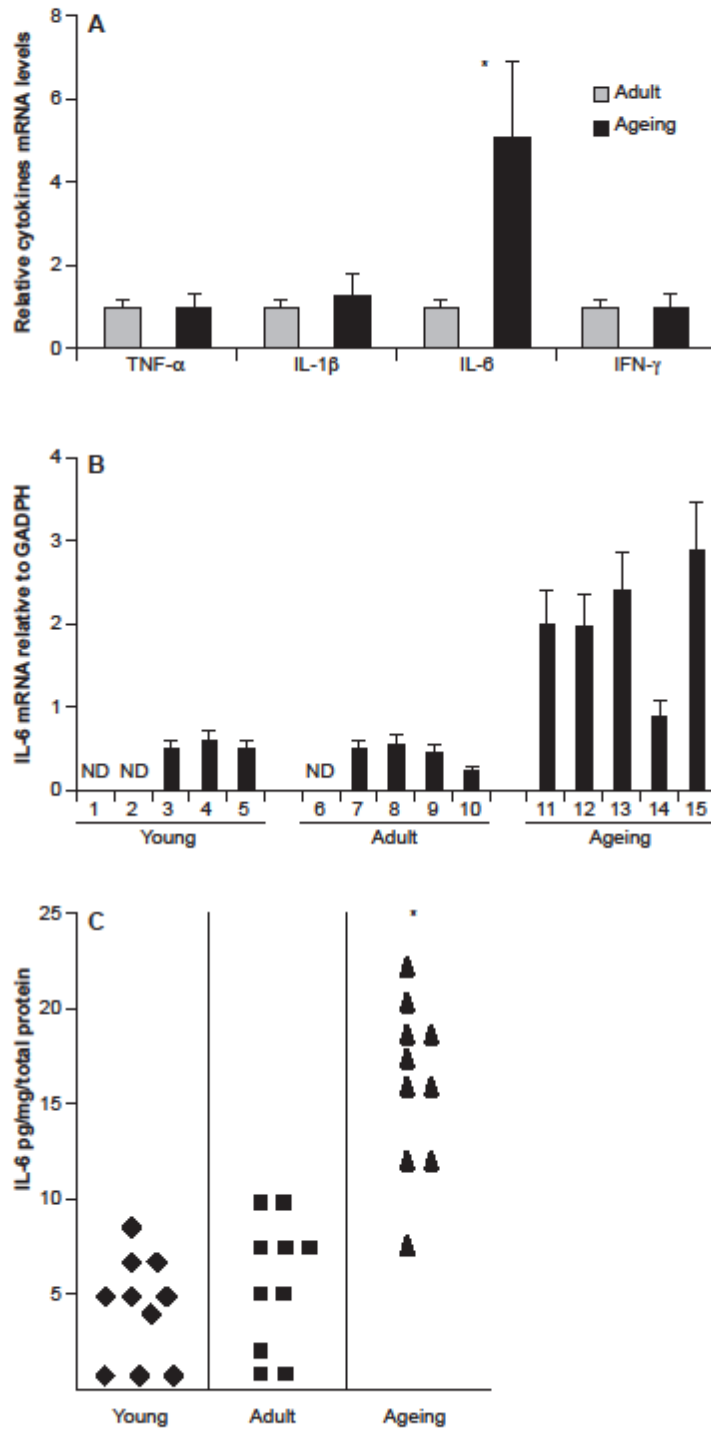 A
Relative cytokines mRNA levels
8
6
4
2
0
*
Adult
Ageing
TNF-α IL-1β IL-6 IFN-γ
B
IL-6 mRNA relative to GADPH
4
3
2
1
0
ND ND ND
1 2 3 4 5 6 7 8 9 10 11 12 13 14 15
Young Adult Ageing
C
IL-6 pg/mg/total protein
25
20
15
10
5
*
Young Adult Ageing